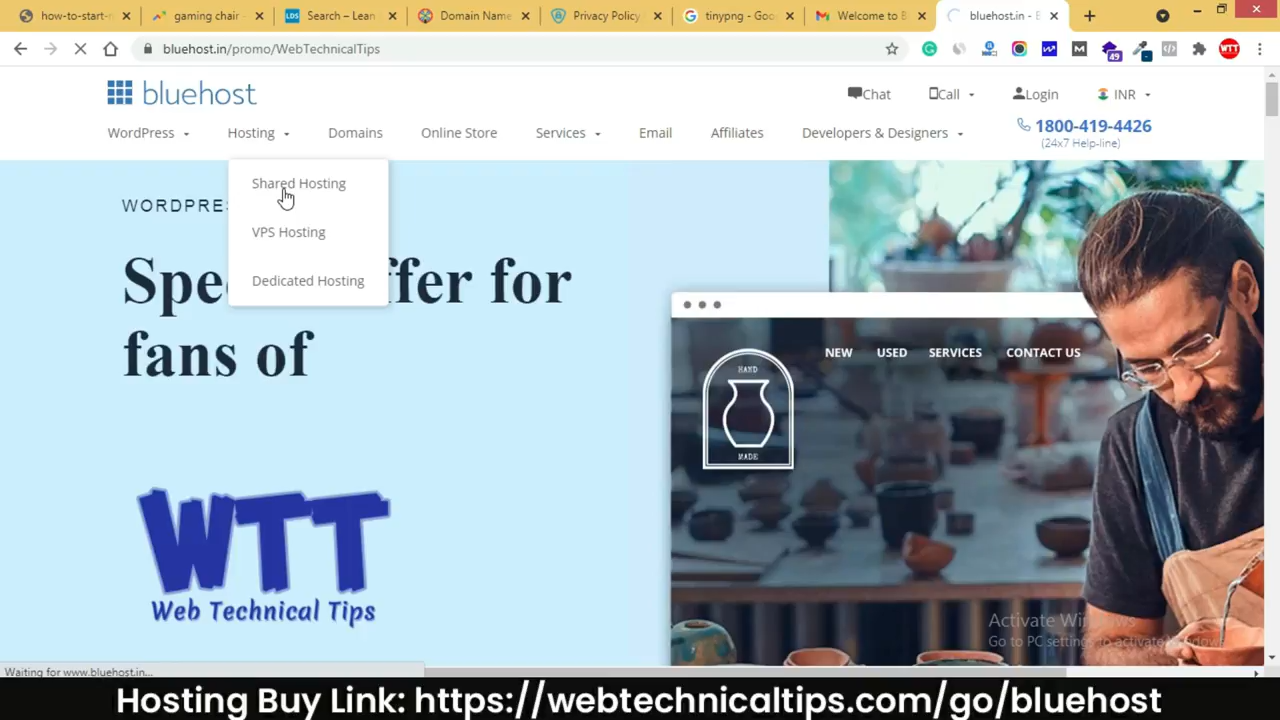 how-to-start-n
gaming chair -
LDS
Search – Lean
Domain Name
Privacy Policy
tinypng - Goo
Welcome to B
bluehost.in - B
bluehost.in/promo/WebTechnicalTips
49
WTT
bluehost
Chat
Call
Login
INR
WordPress
Hosting
Domains
Online Store
Services
Email
Affiliates
Developers & Designers
1800-419-4426
(24x7 Help-line)
Shared Hosting
VPS Hosting
Dedicated Hosting
WORDPRE
Spe ffer for
fans of
WTT
Web Technical Tips
NEW
USED
SERVICES
CONTACT US
HAND
MADE
Activate Windows
Go to PC settings to activate Windows.
Waiting for www.bluehost.in...
Hosting Buy Link: https://webtechnicaltips.com/go/bluehost